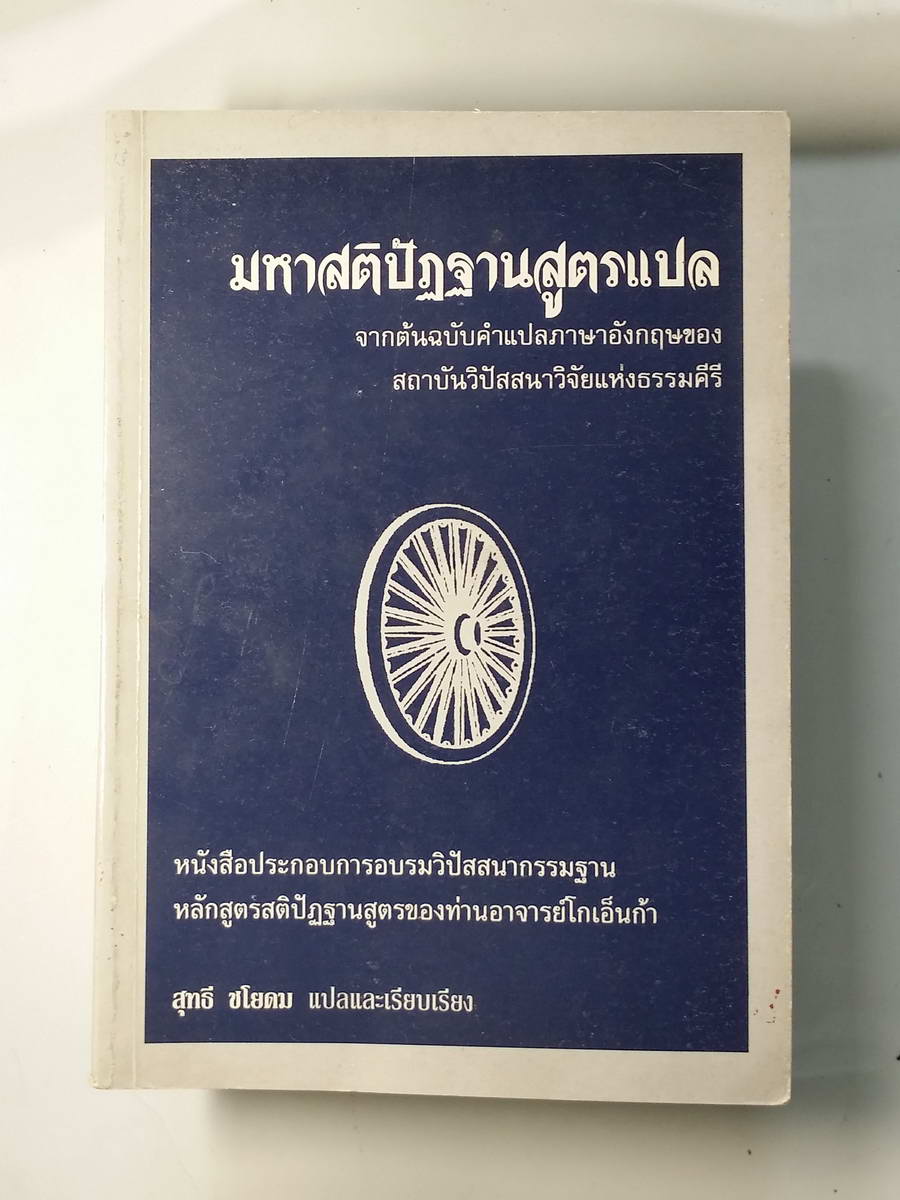 มหาสติปัฏฐานสูตรแปล
จากต้นฉบับคำแปลภาษาอังกฤษของ
สถาบันวิปัสสนาวิจัยแห่งธรรมคีรี
หนังสือประกอบการอบรมวิปัสสนากรรมฐาน
หลักสูตรสติปัฏฐานสูตรของท่านอาจารย์โกเอ็นก้า
สุทธี ชโยดม แปลและเรียบเรียง